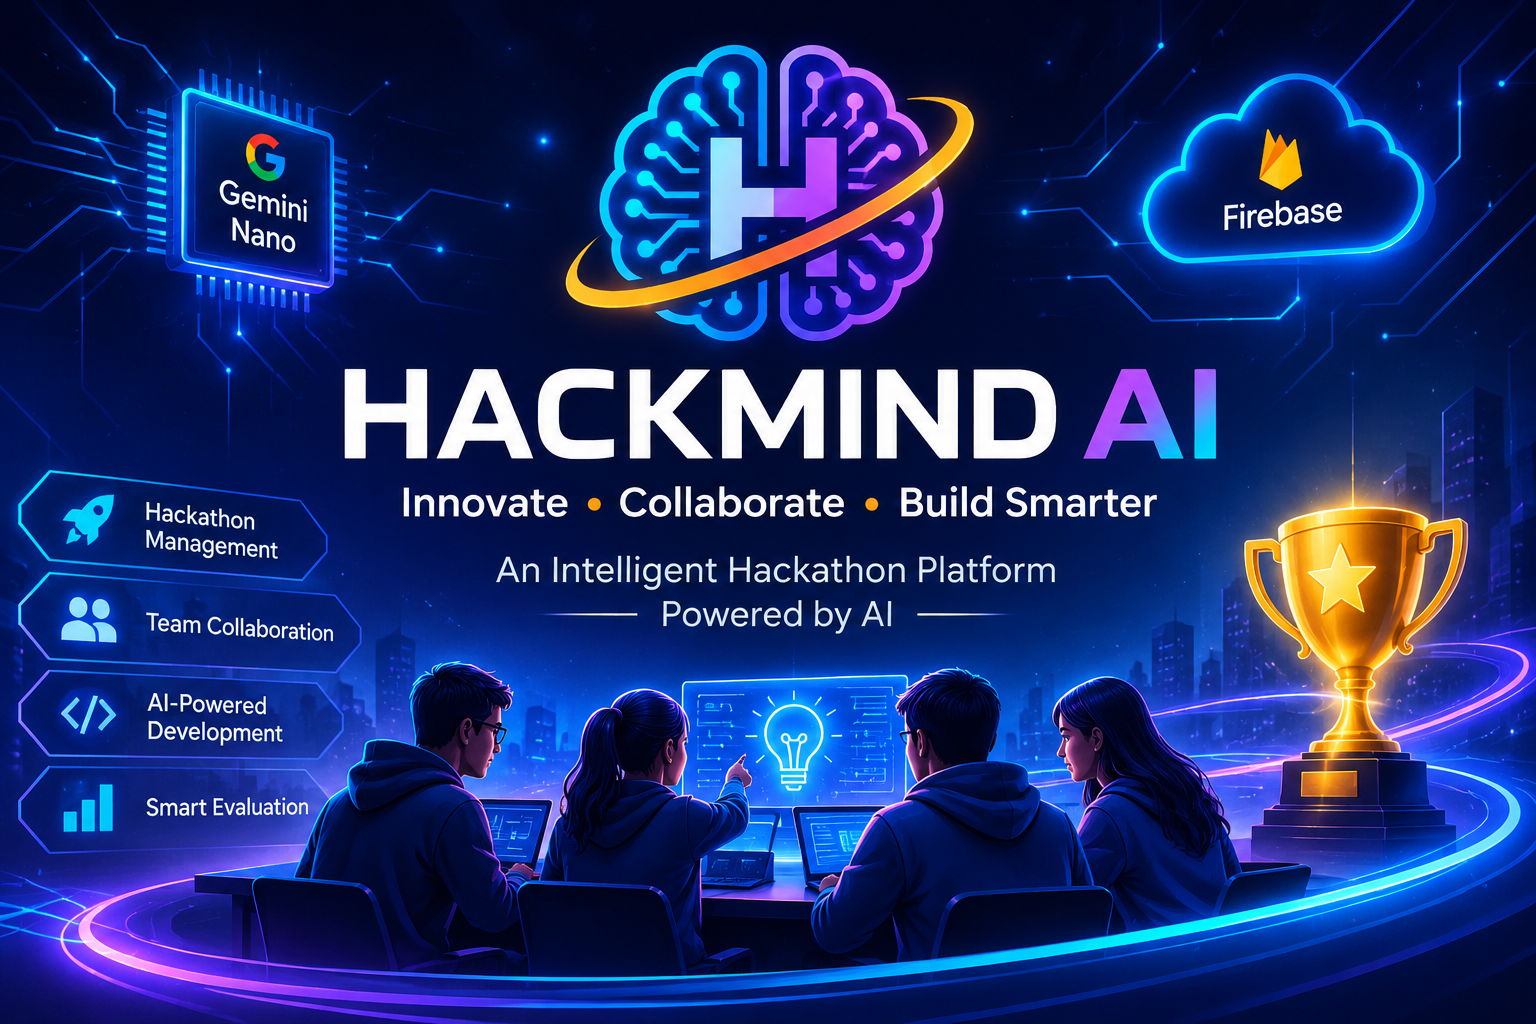 Gemini
Nano
Firebase
HACKMIND AI
Innovate • Collaborate • Build Smarter
An Intelligent Hackathon Platform
Powered by AI
Hackathon
Management
Team Collaboration
</>
AI-Powered
Development
Smart Evaluation